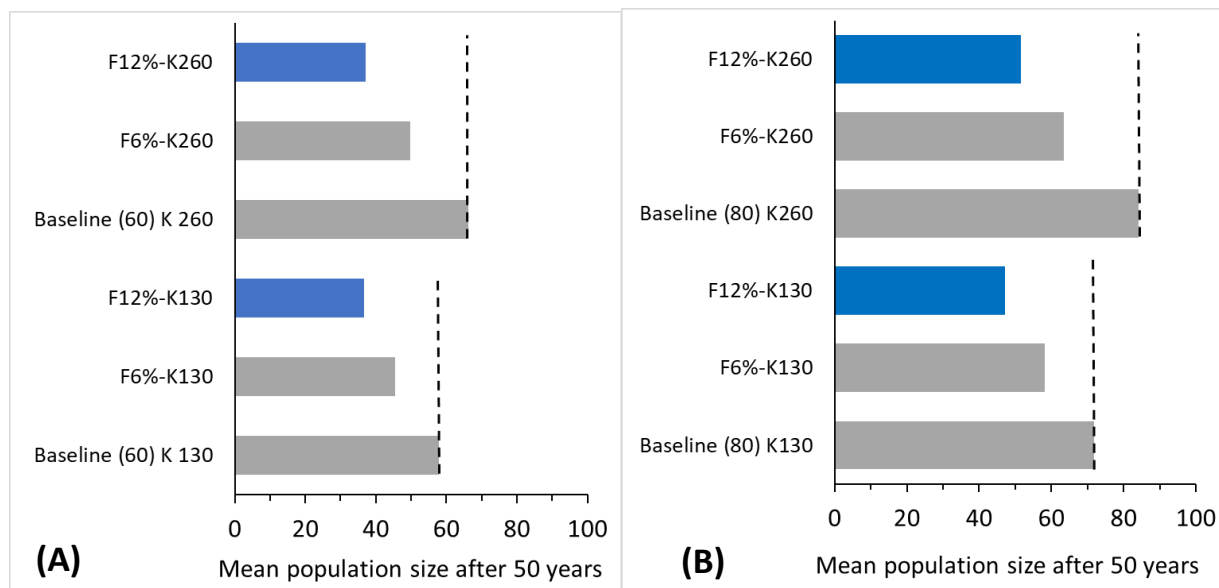 F12%-K260
F6%-K260
Baseline (60) K 260
F12%-K130
F6%-K130
Baseline (60) K 130
0 20 40 60 80 100
(A)
Mean population size after 50 years
F12%-K260
F6%-K260
Baseline (80) K260
F12%-K130
F6%-K130
Baseline (80) K130
0 20 40 60 80 100
(B)
Mean population size after 50 years